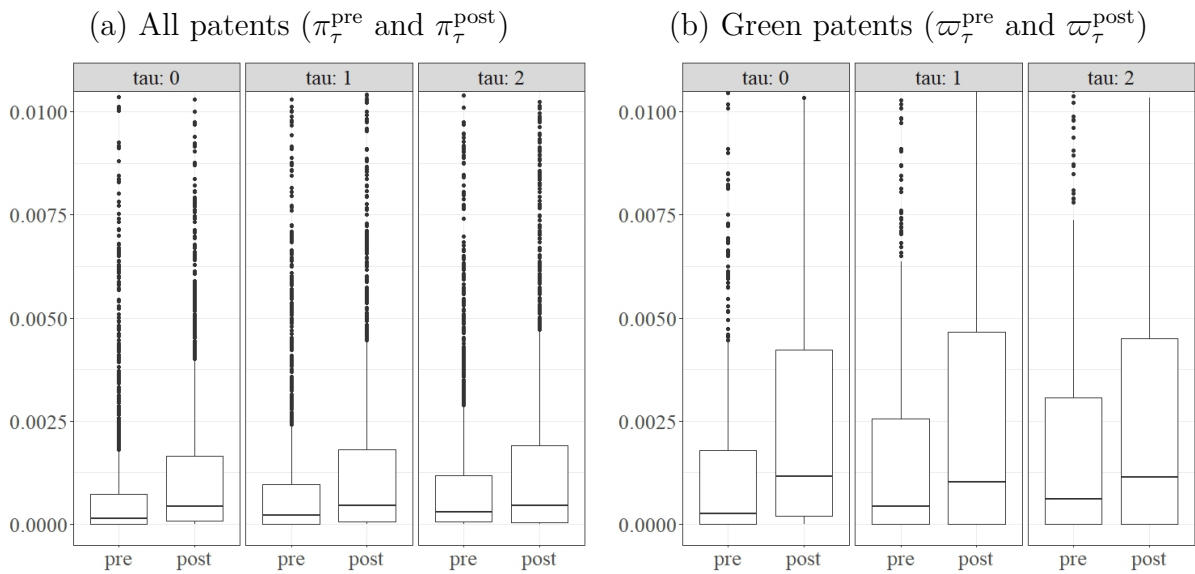 (a) All patents (π_τ^pre and π_τ^post)
tau: 0 tau: 1 tau: 2
0.0100
0.0075
0.0050
0.0025
0.0000
pre post pre post pre post
(b) Green patents (ϖ_τ^pre and ϖ_τ^post)
tau: 0 tau: 1 tau: 2
0.0100
0.0075
0.0050
0.0025
0.0000
pre post pre post pre post